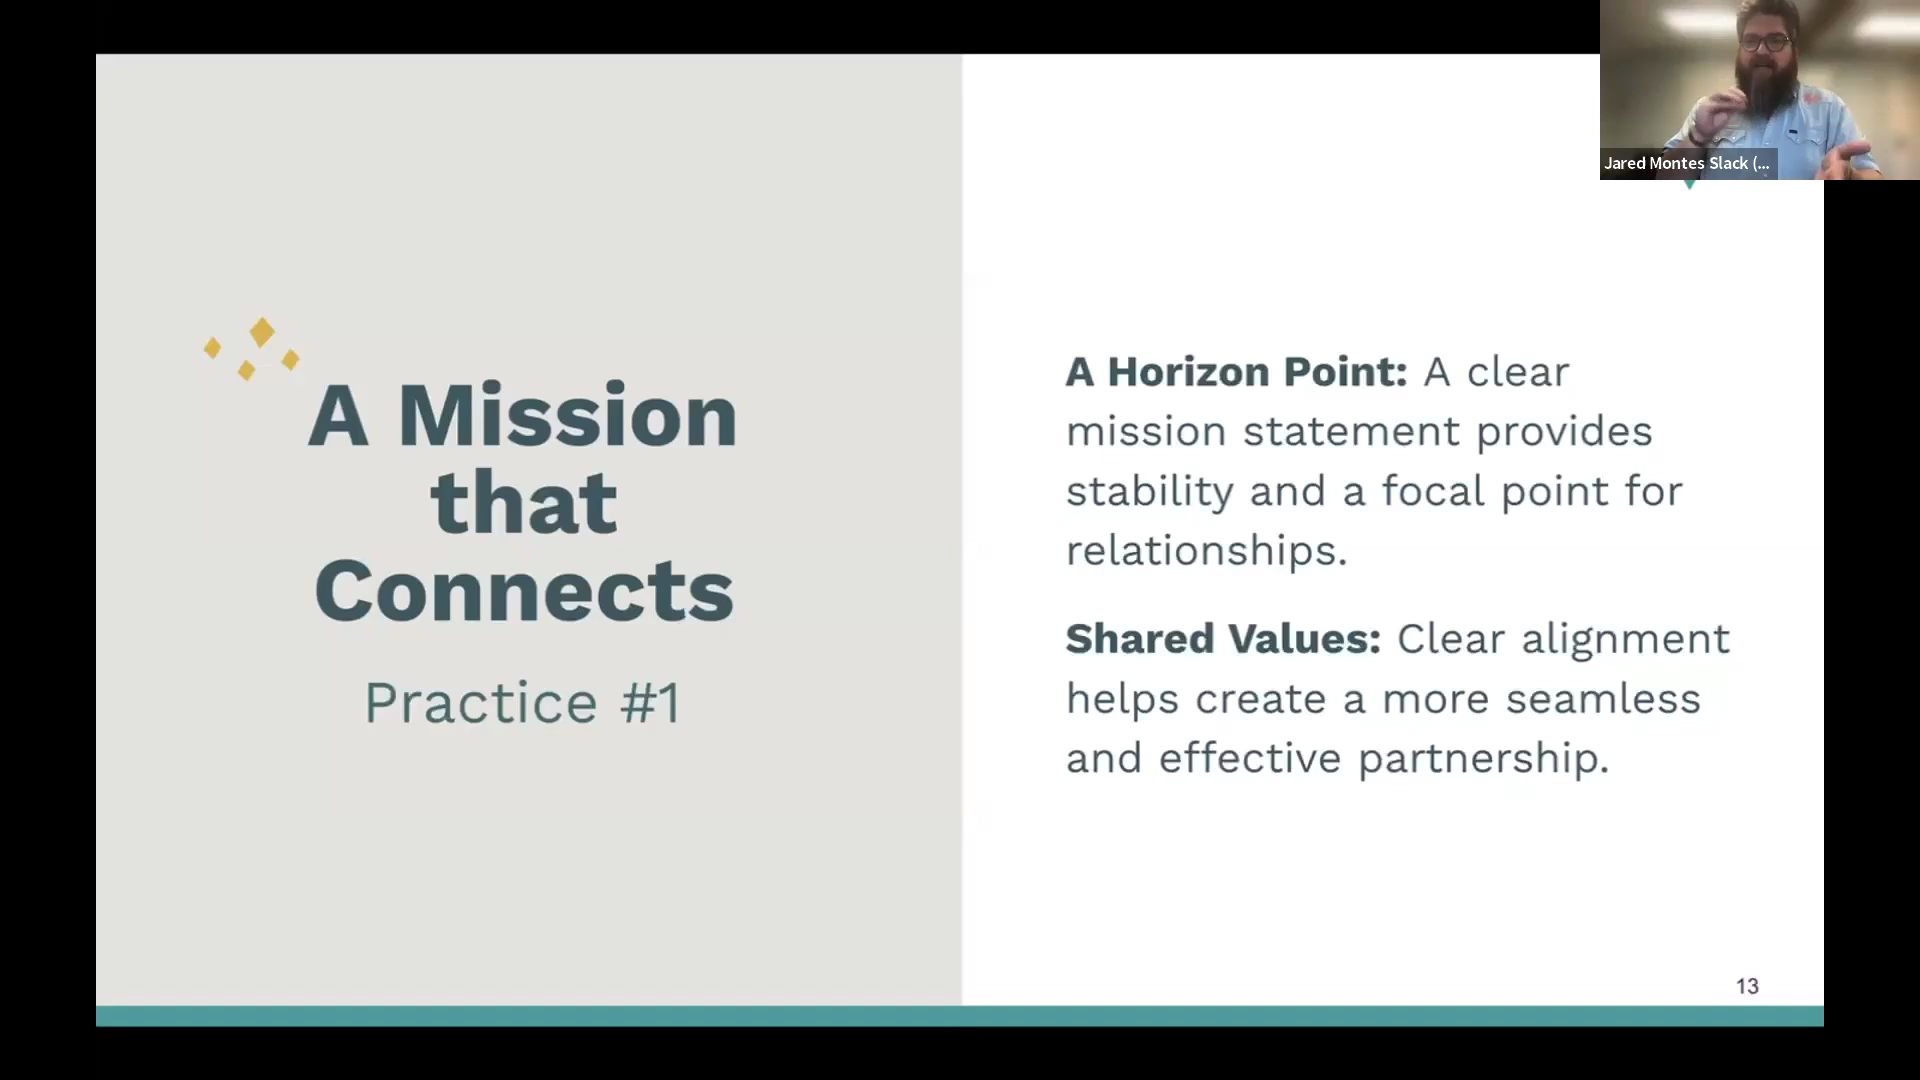 Jared Montes Slack (...
A Mission
that
Connects
Practice #1
A Horizon Point: A clear
mission statement provides
stability and a focal point for
relationships.
Shared Values: Clear alignment
helps create a more seamless
and effective partnership.
13